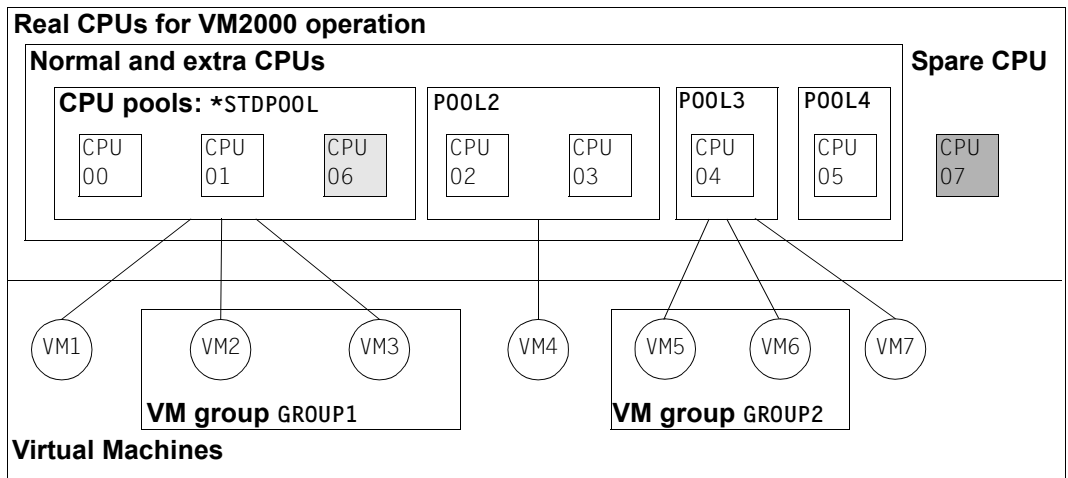 Real CPUs for VM2000 operation
Normal and extra CPUs
Spare CPU
CPU pools: *STDPOOL
POOL2
POOL3
POOL4
CPU 00
CPU 01
CPU 06
CPU 02
CPU 03
CPU 04
CPU 05
CPU 07
VM1
VM2
VM3
VM4
VM5
VM6
VM7
VM group GROUP1
VM group GROUP2
Virtual Machines